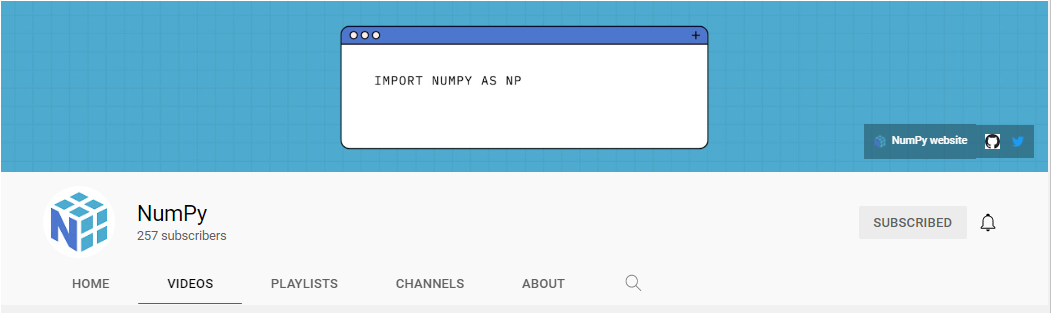 IMPORT NUMPY AS NP
NumPy website
NumPy
257 subscribers
SUBSCRIBED
HOME VIDEOS PLAYLISTS CHANNELS ABOUT